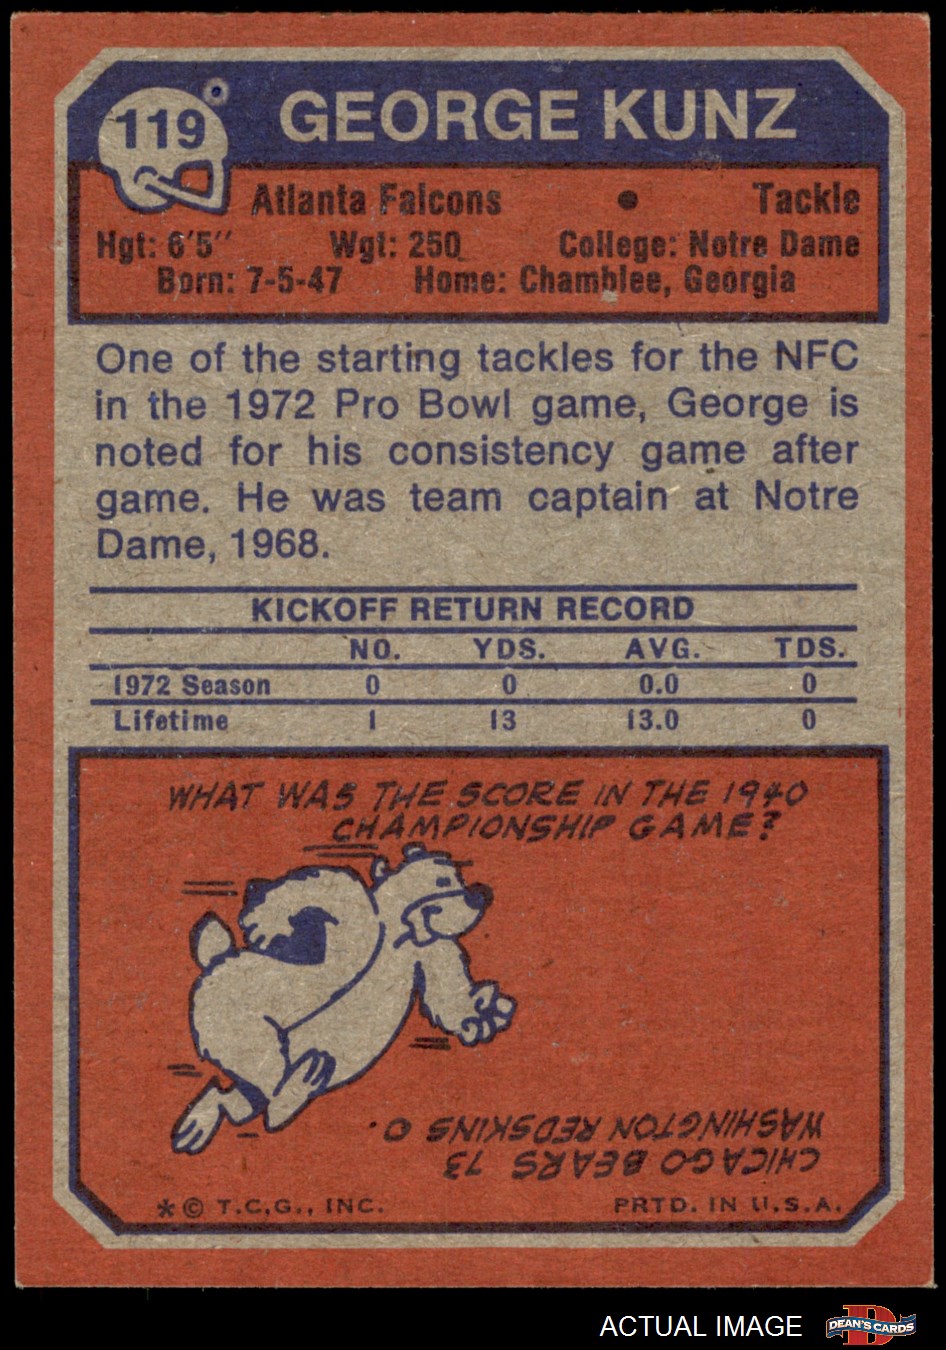 119
GEORGE KUNZ
Atlanta Falcons • Tackle
Hgt: 6'5" Wgt: 250 College: Notre Dame
Born: 7-5-47 Home: Chamblee, Georgia
One of the starting tackles for the NFC
in the 1972 Pro Bowl game, George is
noted for his consistency game after
game. He was team captain at Notre
Dame, 1968.
KICKOFF RETURN RECORD
NO. YDS. AVG. TDS.
1972 Season 0 0 0.0 0
Lifetime 1 13 13.0 0
WHAT WAS THE SCORE IN THE 1940
CHAMPIONSHIP GAME?
CHICAGO BEARS 73
WASHINGTON REDSKINS 0.
*© T.C.G., INC. PRTD. IN U.S.A.
ACTUAL IMAGE
D
DEAN'S CARDS